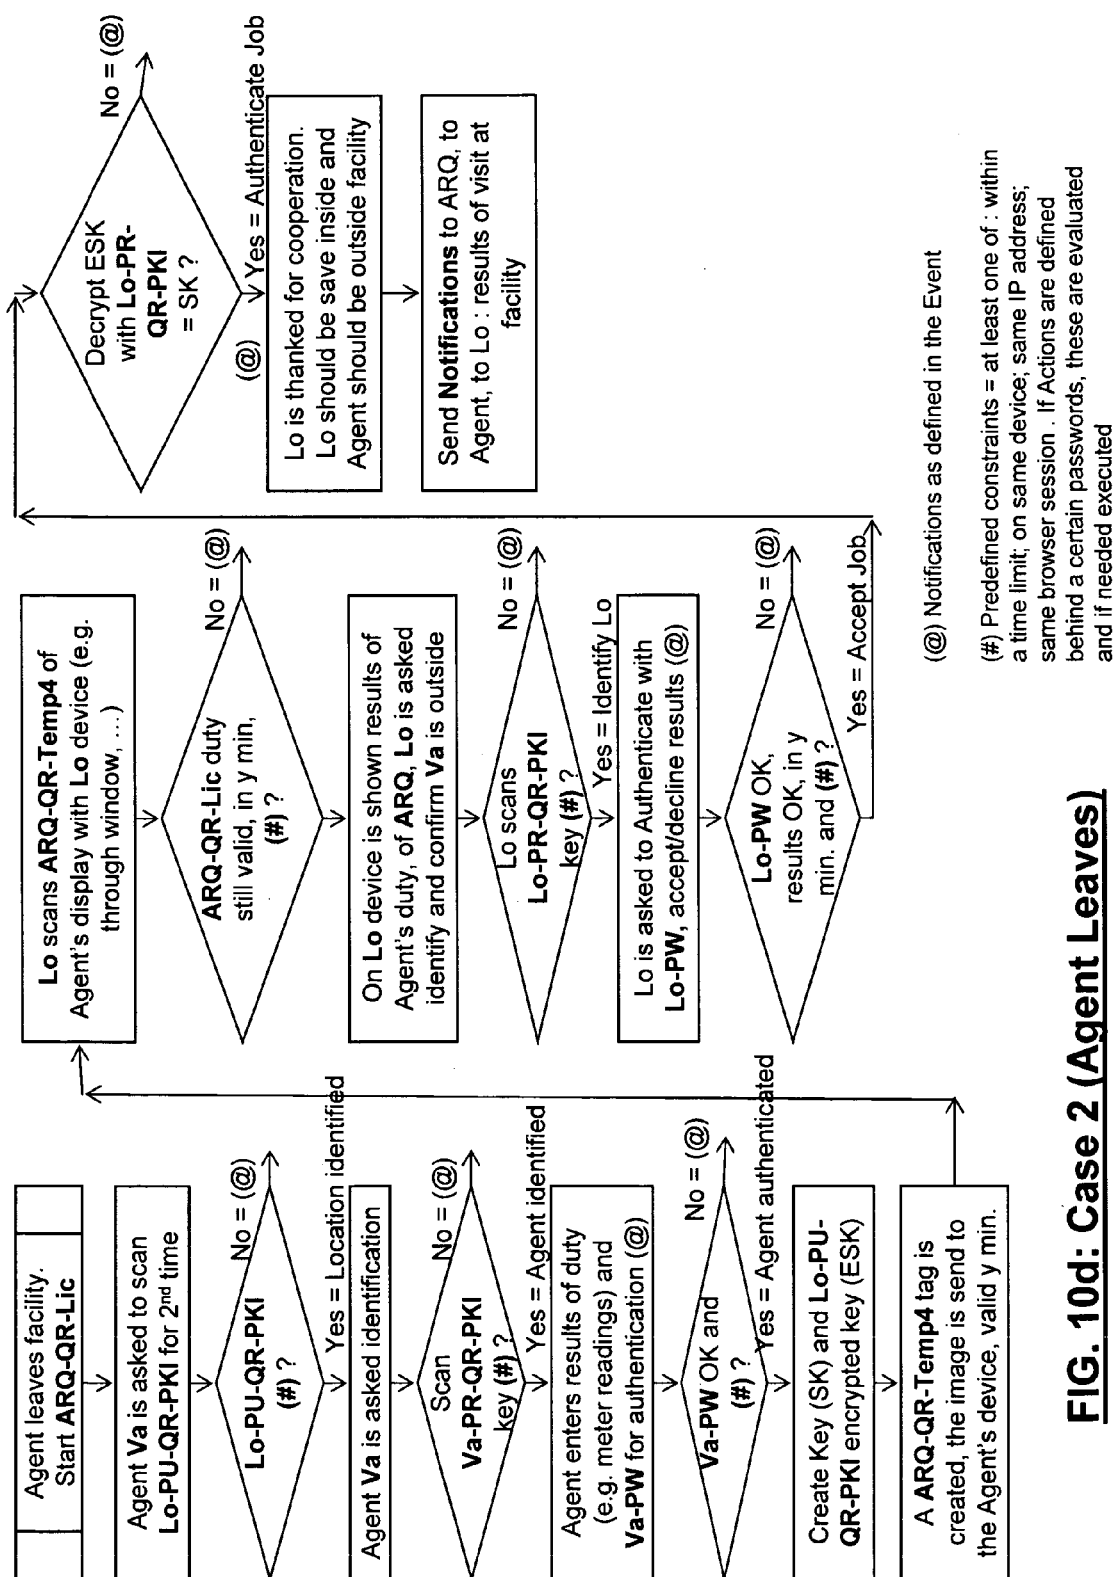 Agent leaves facility.
Start ARQ-QR-Lic
Agent Va is asked to scan
Lo-PU-QR-PKI for 2nd time
Lo-PU-QR-PKI
(#) ?
No = (@)
Yes = Location identified
Agent Va is asked identification
Scan
Va-PR-QR-PKI
key (#) ?
No = (@)
Yes = Agent identified
Agent enters results of duty
(e.g. meter readings) and
Va-PW for authentication (@)
Va-PW OK and
(#) ?
No = (@)
Yes = Agent authenticated
Create Key (SK) and Lo-PU-
QR-PKI encrypted key (ESK)
A ARQ-QR-Temp4 tag is
created, the image is send to
the Agent's device, valid y min.
Lo scans ARQ-QR-Temp4 of
Agent's display with Lo device (e.g.
through window, ...)
ARQ-QR-Lic duty
still valid, in y min,
(#) ?
No = (@)
On Lo device is shown results of
Agent's duty, of ARQ, Lo is asked
identify and confirm Va is outside
Lo scans
Lo-PR-QR-PKI
key (#) ?
No = (@)
Yes = Identify Lo
Lo is asked to Authenticate with
Lo-PW, accept/decline results (@)
Lo-PW OK,
results OK, in y
min. and (#) ?
No = (@)
Yes = Accept Job
Decrypt ESK
with Lo-PR-
QR-PKI
= SK ?
No = (@)
(@)
Yes = Authenticate Job
Lo is thanked for cooperation.
Lo should be save inside and
Agent should be outside facility
Send Notifications to ARQ, to
Agent, to Lo : results of visit at
facility
(@) Notifications as defined in the Event
(#) Predefined constraints = at least one of : within
a time limit; on same device; same IP address;
same browser session . If Actions are defined
behind a certain passwords, these are evaluated
and if needed executed
FIG. 10d: Case 2 (Agent Leaves)